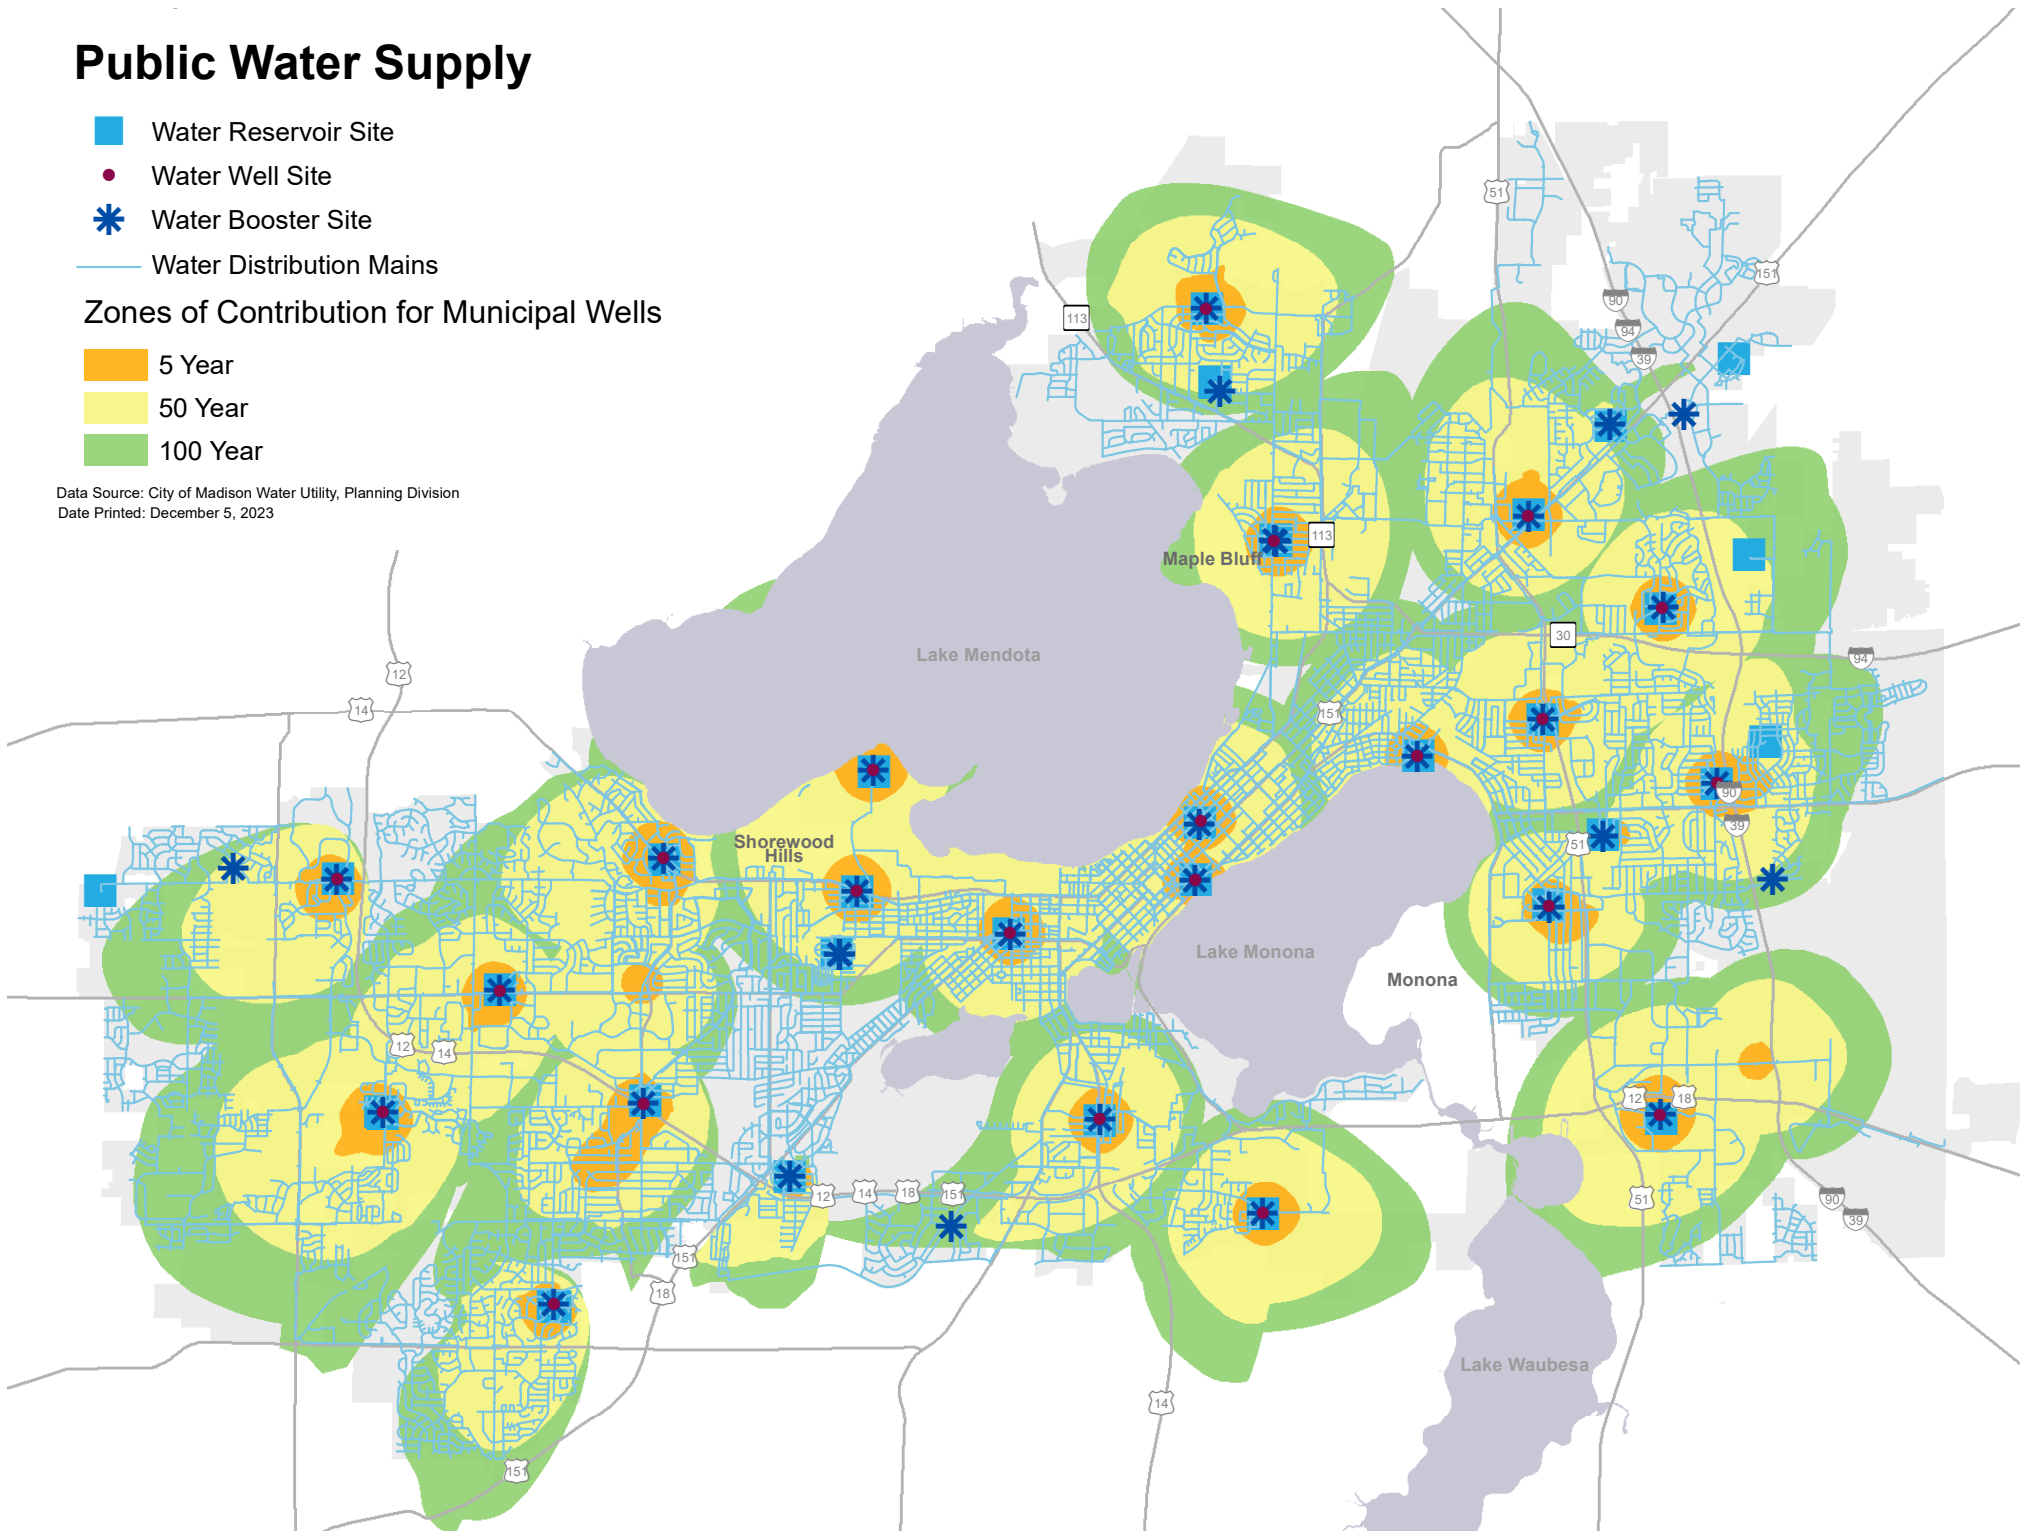 Public Water Supply
Water Reservoir Site
Water Well Site
Water Booster Site
Water Distribution Mains
Zones of Contribution for Municipal Wells
5 Year
50 Year
100 Year
Data Source: City of Madison Water Utility, Planning Division
Date Printed: December 5, 2023
51
151
90
113
94
39
113
Maple Bluff
30
Lake Mendota
94
12
14
151
90
39
Shorewood
Hills
51
Lake Monona
Monona
12
14
12
18
12
14
18
151
51
90
39
151
18
Lake Waubesa
14
151